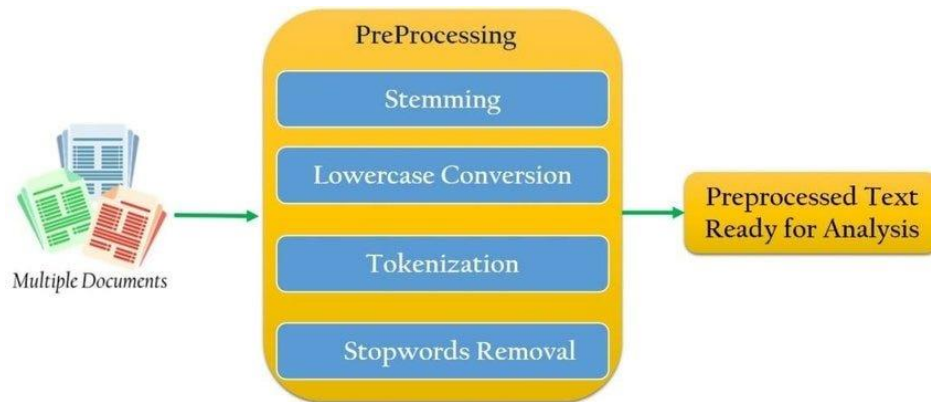 PreProcessing
Stemming
Lowercase Conversion
Tokenization
Stopwords Removal
Multiple Documents
Preprocessed Text
Ready for Analysis